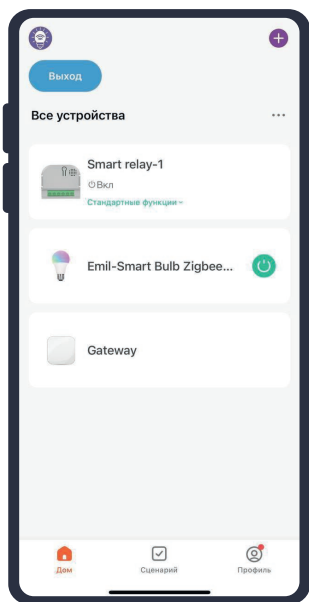 Выход
Все устройства
Smart relay-1
Вкл
Стандартные функции
Emil-Smart Bulb Zigbee...
Gateway
Дом
Сценарий
Профиль